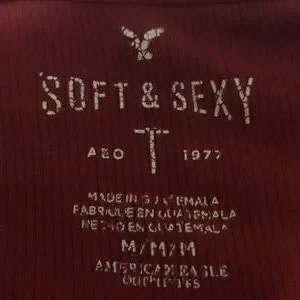 SOFT & SEXY
T
AEO 1977
MADE IN GUATEMALA
FABRIQUE EN GUATEMALA
HECHO EN GUATEMALA
M/M/M
AMERICAN EAGLE
OUTFITTERS